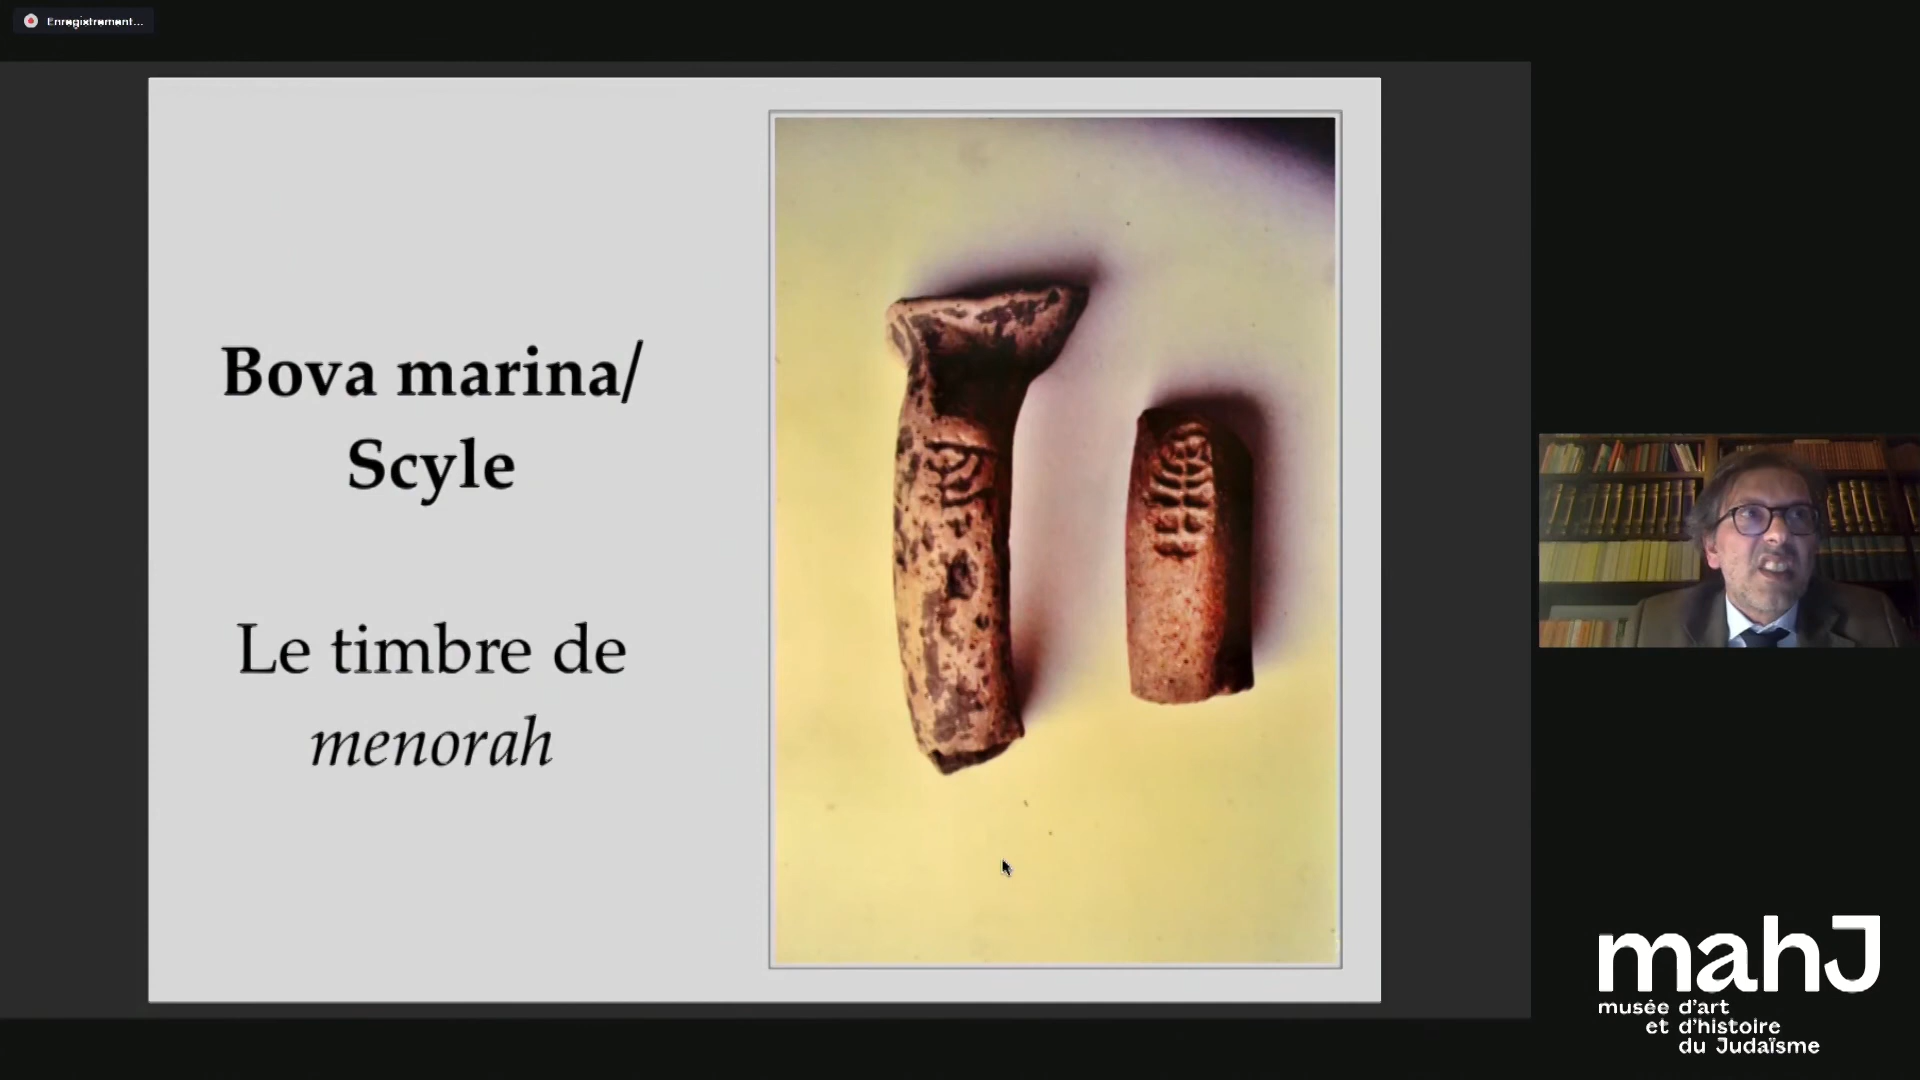 Enregistrement...
Bova marina/
Scyle
Le timbre de
menorah
mahJ
musée d'art
et d'histoire
du Judaïsme